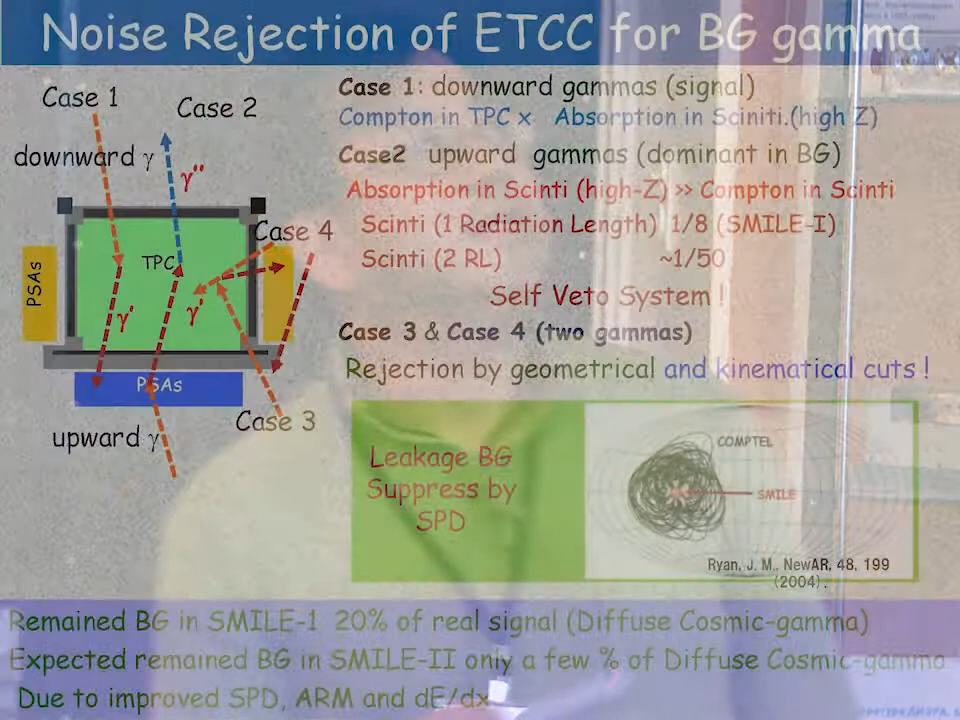 Noise Rejection of ETCC for BG gamma
Case 1
Case 2
downward γ
γ''
Case 4
TPC
PSAs
γ'
γ'
PSAs
Case 3
upward γ
Case 1: downward gammas (signal)
Compton in TPC x Absorption in Sciniti.(high Z)
Case2 upward gammas (dominant in BG)
Absorption in Scinti (high-Z) >> Compton in Scinti
Scinti (1 Radiation Length) 1/8 (SMILE-I)
Scinti (2 RL) ~1/50
Self Veto System !
Case 3 & Case 4 (two gammas)
Rejection by geometrical and kinematical cuts !
Leakage BG
Suppress by
SPD
COMPTEL
SMILE
Ryan, J. M., NewAR, 48, 199
(2004).
Remained BG in SMILE-1 20% of real signal (Diffuse Cosmic-gamma)
Expected remained BG in SMILE-II only a few % of Diffuse Cosmic-gamma
Due to improved SPD, ARM and dE/dx